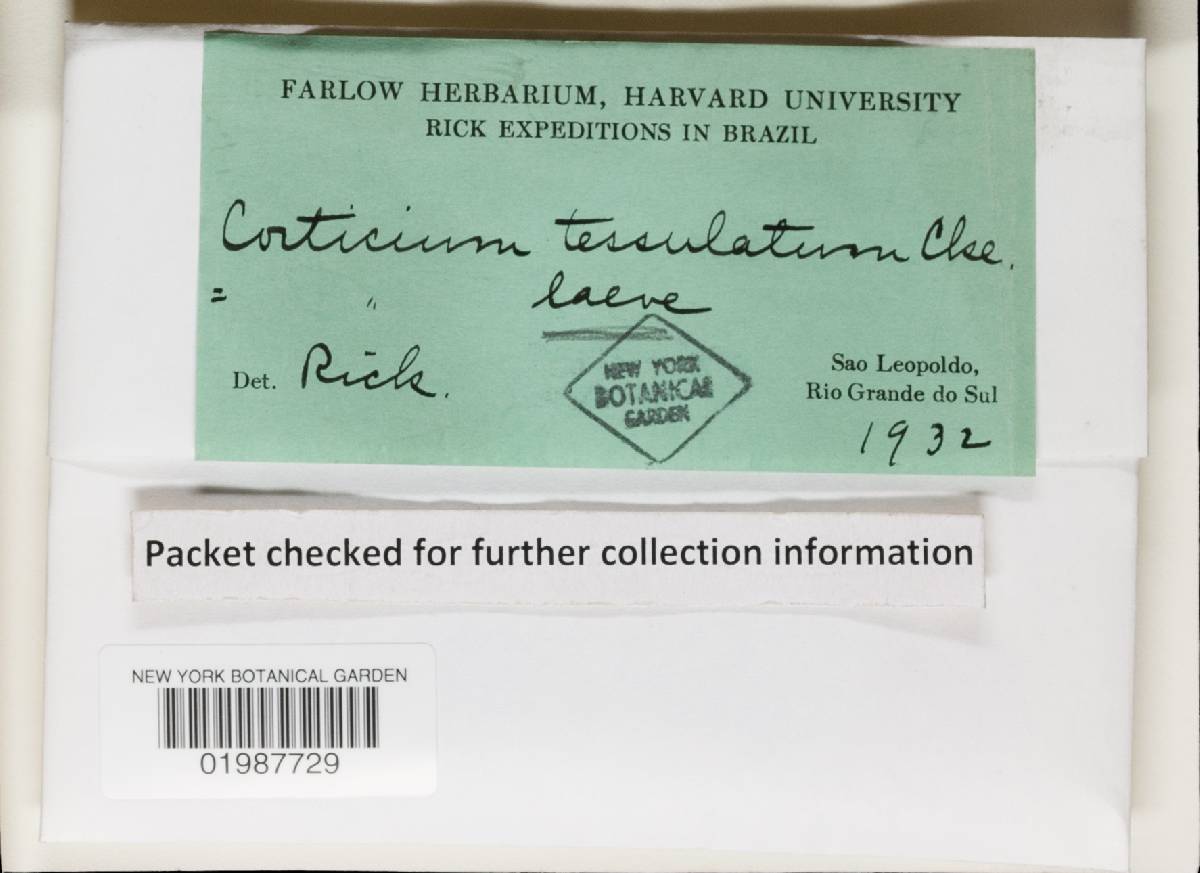 FARLOW HERBARIUM, HARVARD UNIVERSITY
RICK EXPEDITIONS IN BRAZIL
Corticium tessulatum Cke.
= " laeve
Det. Rick.
NEW YORK
BOTANICAL
GARDEN
Sao Leopoldo,
Rio Grande do Sul
1932
Packet checked for further collection information
NEW YORK BOTANICAL GARDEN
01987729